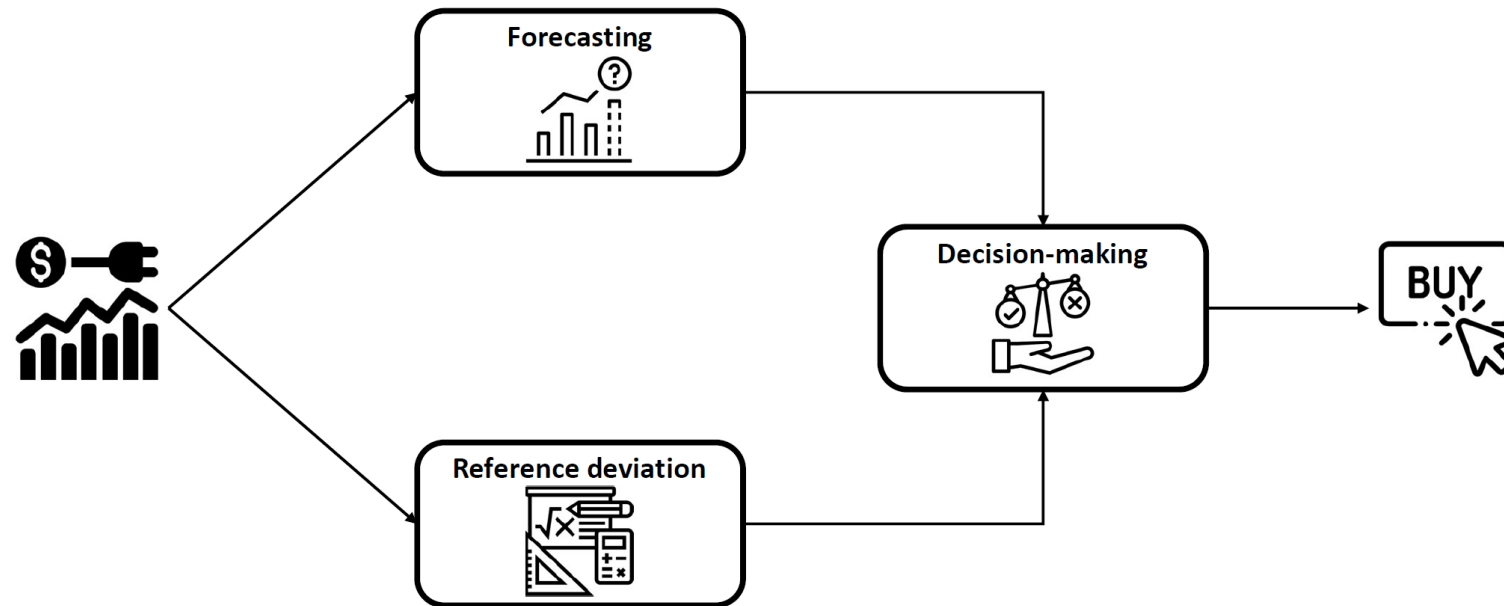 Forecasting
?
$
Decision-making
BUY
Reference deviation
√x